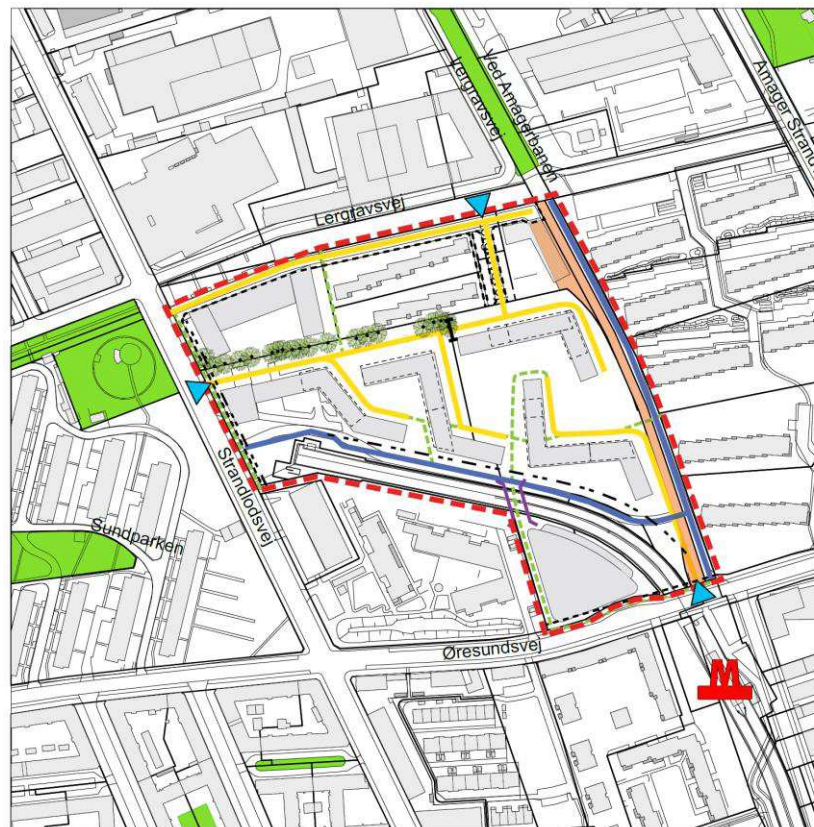 Lergravsvej
Ved Amagerbanen
Amager Strand
Lergravsvej
Strandlodsvej
Sundparken
Øresundsvej
M